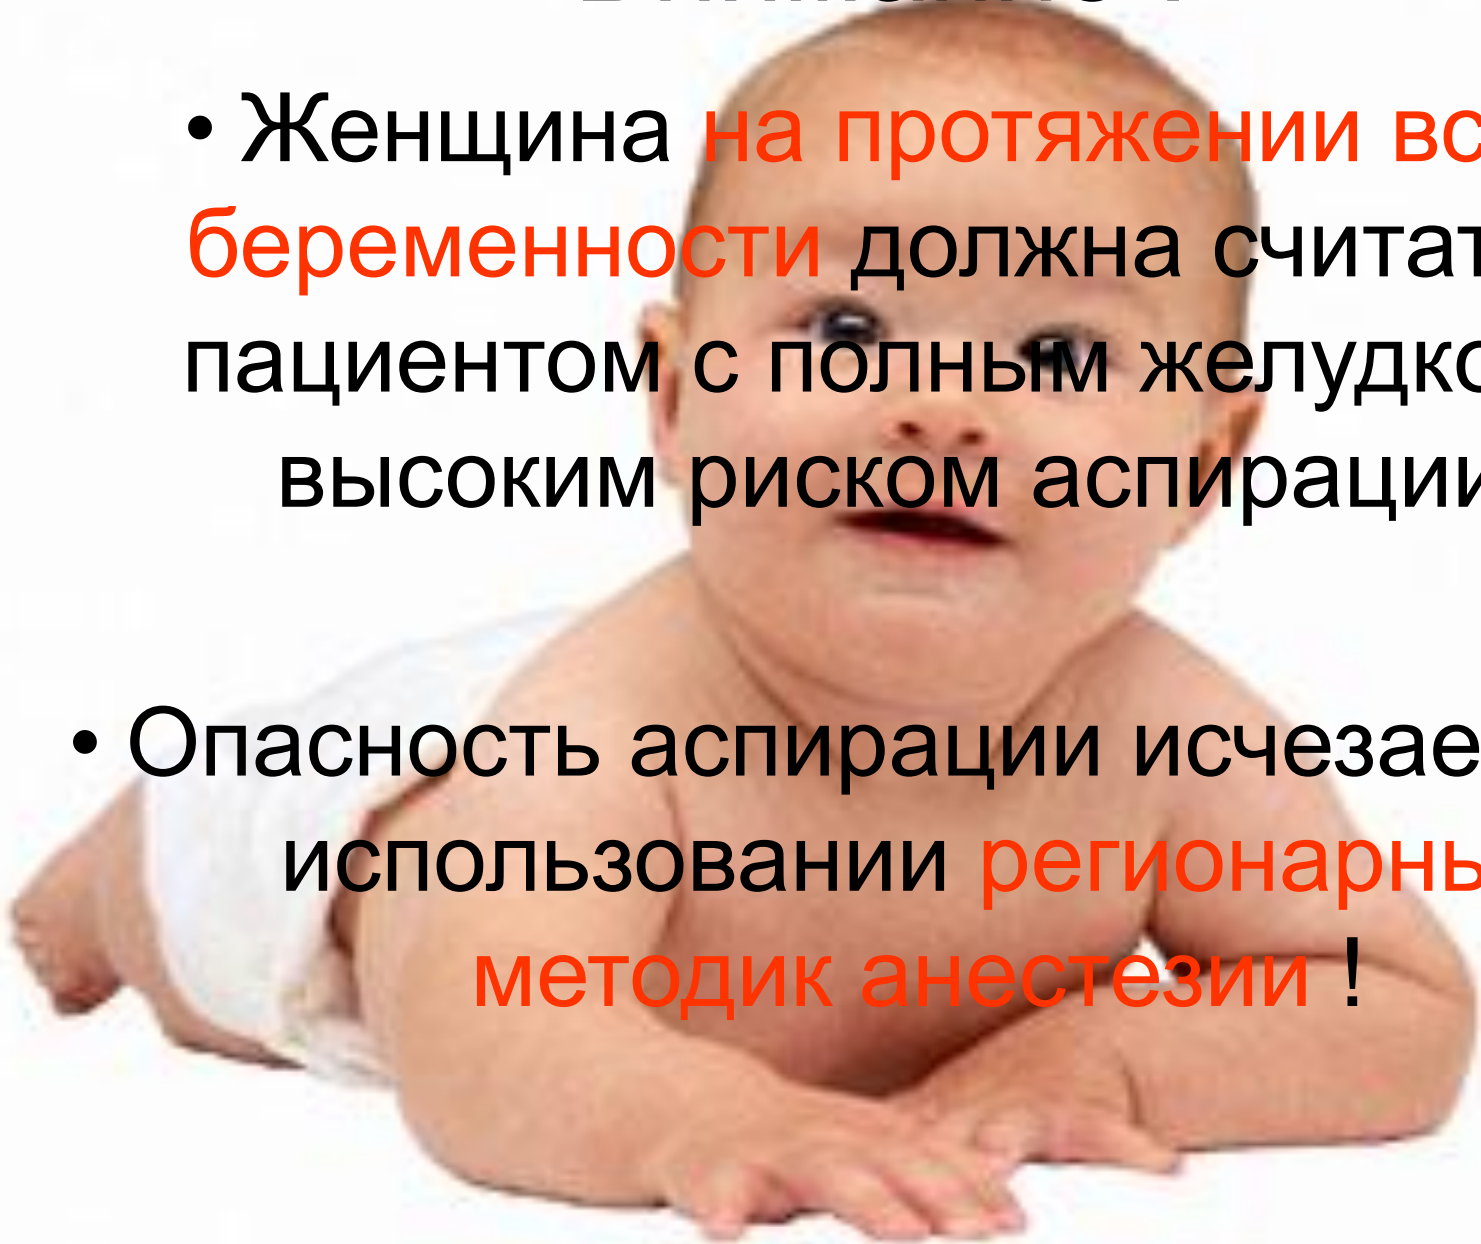 • Женщина на протяжении вс
беременности должна считат
пациентом с полным желудко
высоким риском аспирации
• Опасность аспирации исчезае
использовании регионарны
методик анестезии !